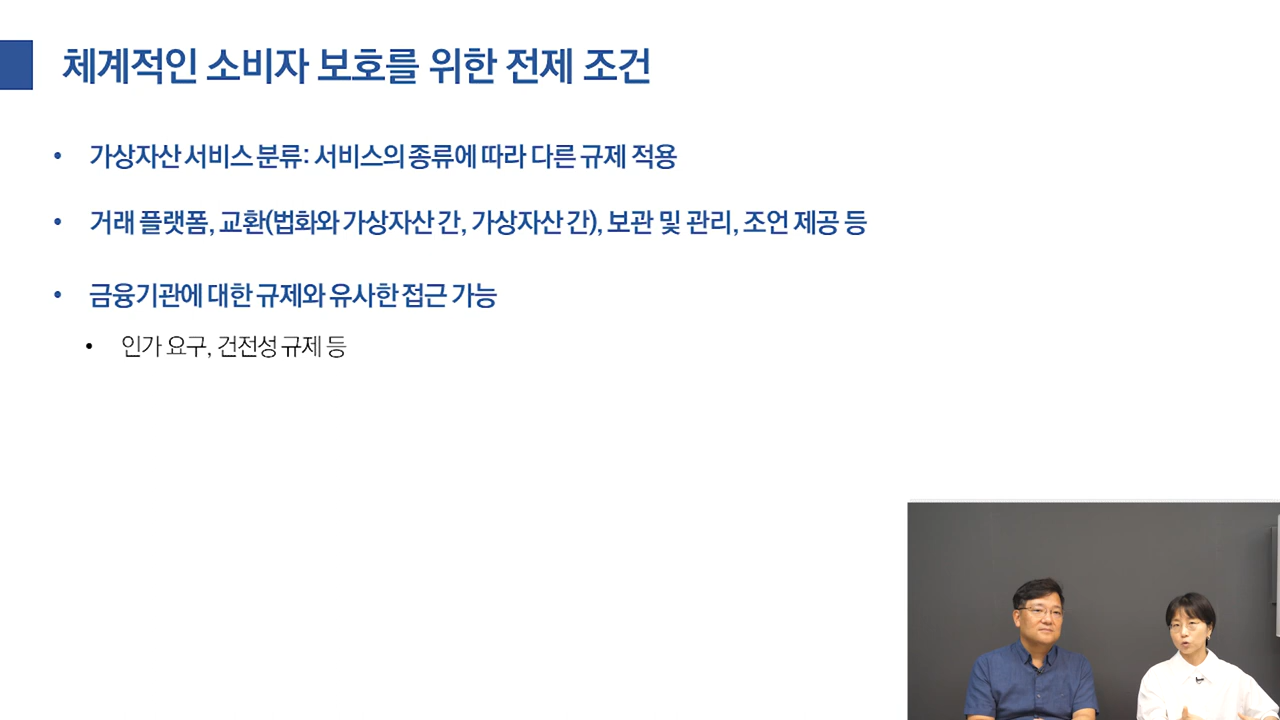 체계적인 소비자 보호를 위한 전제 조건
• 가상자산 서비스 분류: 서비스의 종류에 따라 다른 규제 적용
• 거래 플랫폼, 교환(법화와 가상자산 간, 가상자산 간), 보관 및 관리, 조언 제공 등
• 금융기관에 대한 규제와 유사한 접근 가능
• 인가 요구, 건전성 규제 등